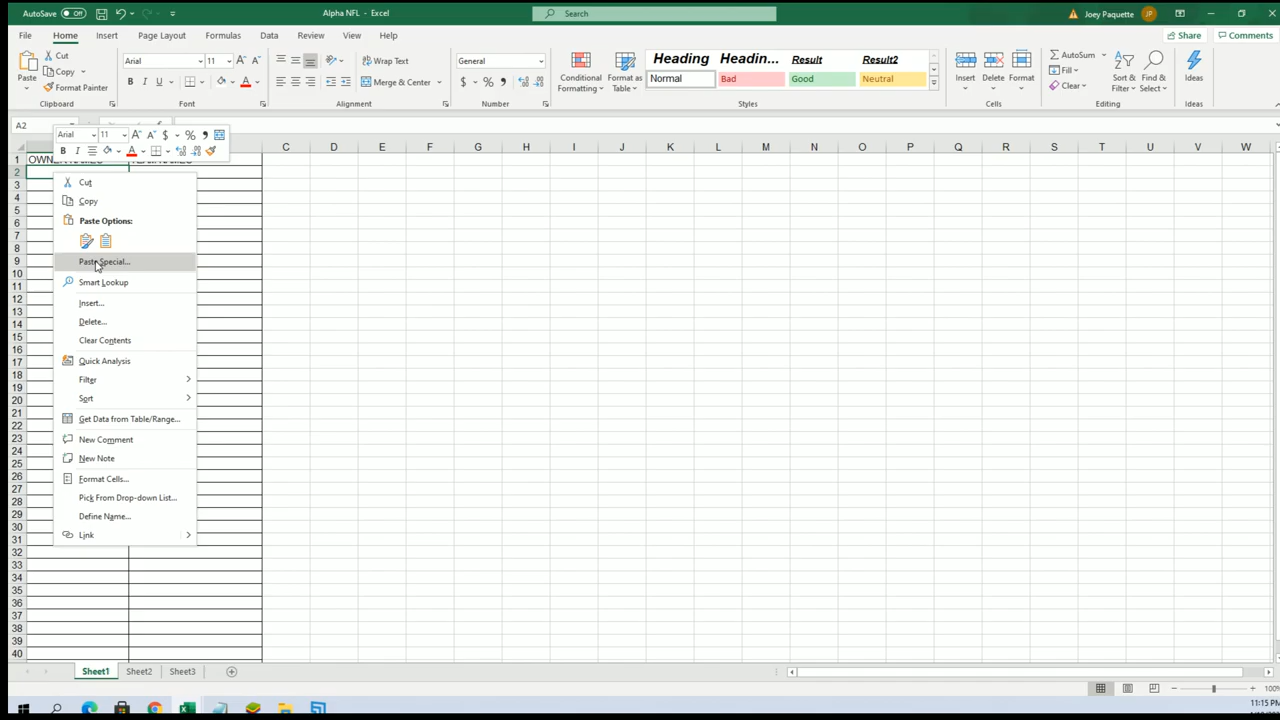 AutoSave Off Alpha NFL - Excel Search Joey Paquette JP
File Home Insert Page Layout Formulas Data Review View Help Share Comments
Paste Cut Copy Format Painter Clipboard
Arial 11 A A B I U A Font
Wrap Text Merge & Center Alignment
General $ % , Number
Conditional Formatting Format as Table
Heading Headin... Result Result2
Normal Bad Good Neutral
Styles
Insert Delete Format Cells
AutoSum Fill Clear Sort & Filter Find & Select Editing
Ideas Ideas
A2
Arial 11 A A $ % ,
B I A
C D E F G H I J K L M N O P Q R S T U V W
1
2
3
4
5
6
7
8
9
10
11
12
13
14
15
16
17
18
19
20
21
22
23
24
25
26
27
28
29
30
31
32
33
34
35
36
37
38
39
40
Cut
Copy
Paste Options:
Paste Special...
Smart Lookup
Insert...
Delete...
Clear Contents
Quick Analysis
Filter
Sort
Get Data from Table/Range...
New Comment
New Note
Format Cells...
Pick From Drop-down List...
Define Name...
Link
Sheet1 Sheet2 Sheet3
100%
11:15 PM